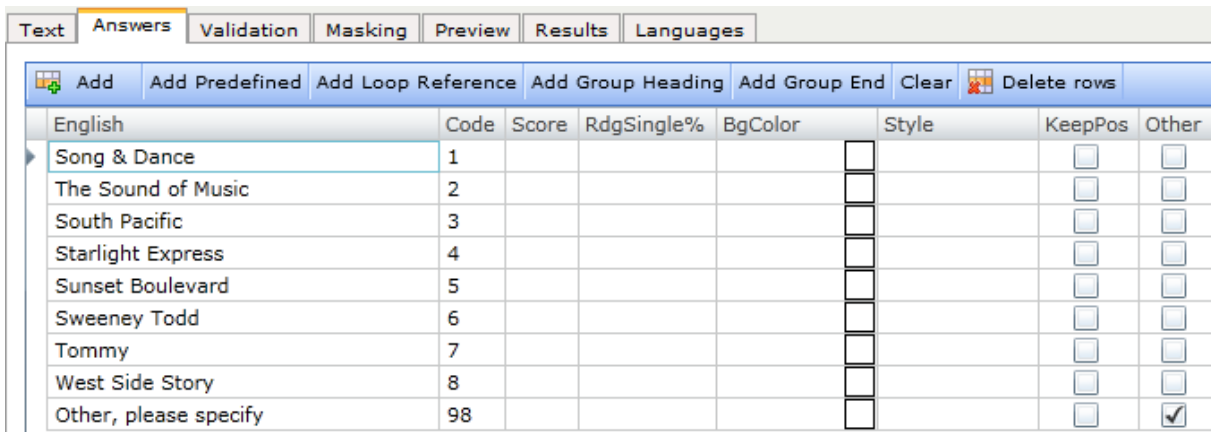 Text Answers Validation Masking Preview Results Languages
Add Add Predefined Add Loop Reference Add Group Heading Add Group End Clear Delete rows
English Code Score RdgSingle% BgColor Style KeepPos Other
Song & Dance 1
The Sound of Music 2
South Pacific 3
Starlight Express 4
Sunset Boulevard 5
Sweeney Todd 6
Tommy 7
West Side Story 8
Other, please specify 98